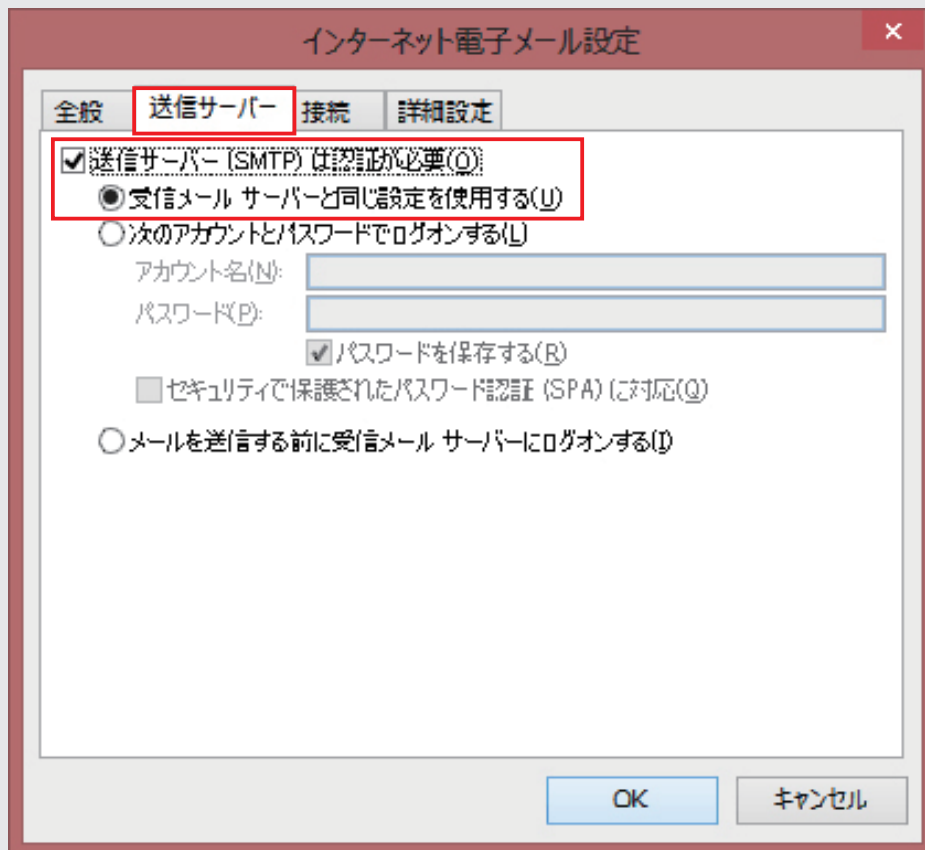 インターネット電子メール設定
全般 送信サーバー 接続 詳細設定
送信サーバー (SMTP) は認証が必要(O)
受信メール サーバーと同じ設定を使用する(U)
次のアカウントとパスワードでログオンする(L)
アカウント名(N):
パスワード(P):
パスワードを保存する(R)
セキュリティで保護されたパスワード認証 (SPA) に対応(Q)
メールを送信する前に受信メール サーバーにログオンする(I)
OK キャンセル